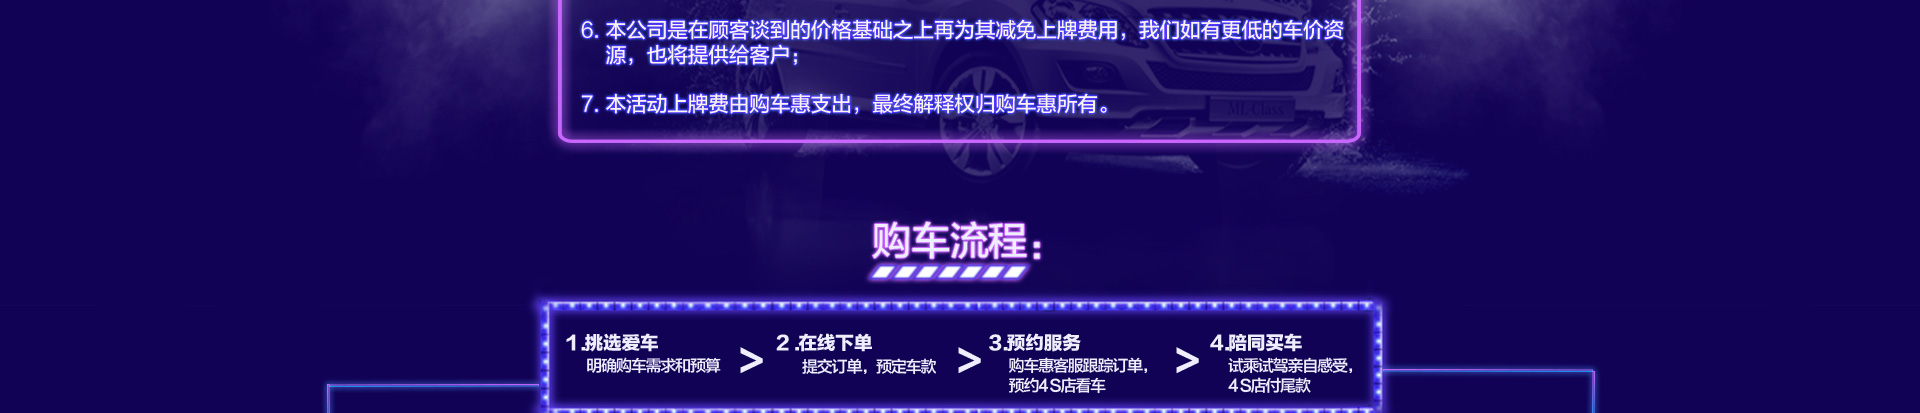 6. 本公司是在顾客谈到的价格基础之上再为其减免上牌费用，我们如有更低的车价资
源，也将提供给客户；
7. 本活动上牌费由购车惠支出，最终解释权归购车惠所有。
ML Class
购车流程：
1.挑选爱车
明确购车需求和预算
>
2.在线下单
提交订单，预定车款
>
3.预约服务
购车惠客服跟踪订单，
预约4S店看车
>
4.陪同买车
试乘试驾亲自感受，
4S店付尾款